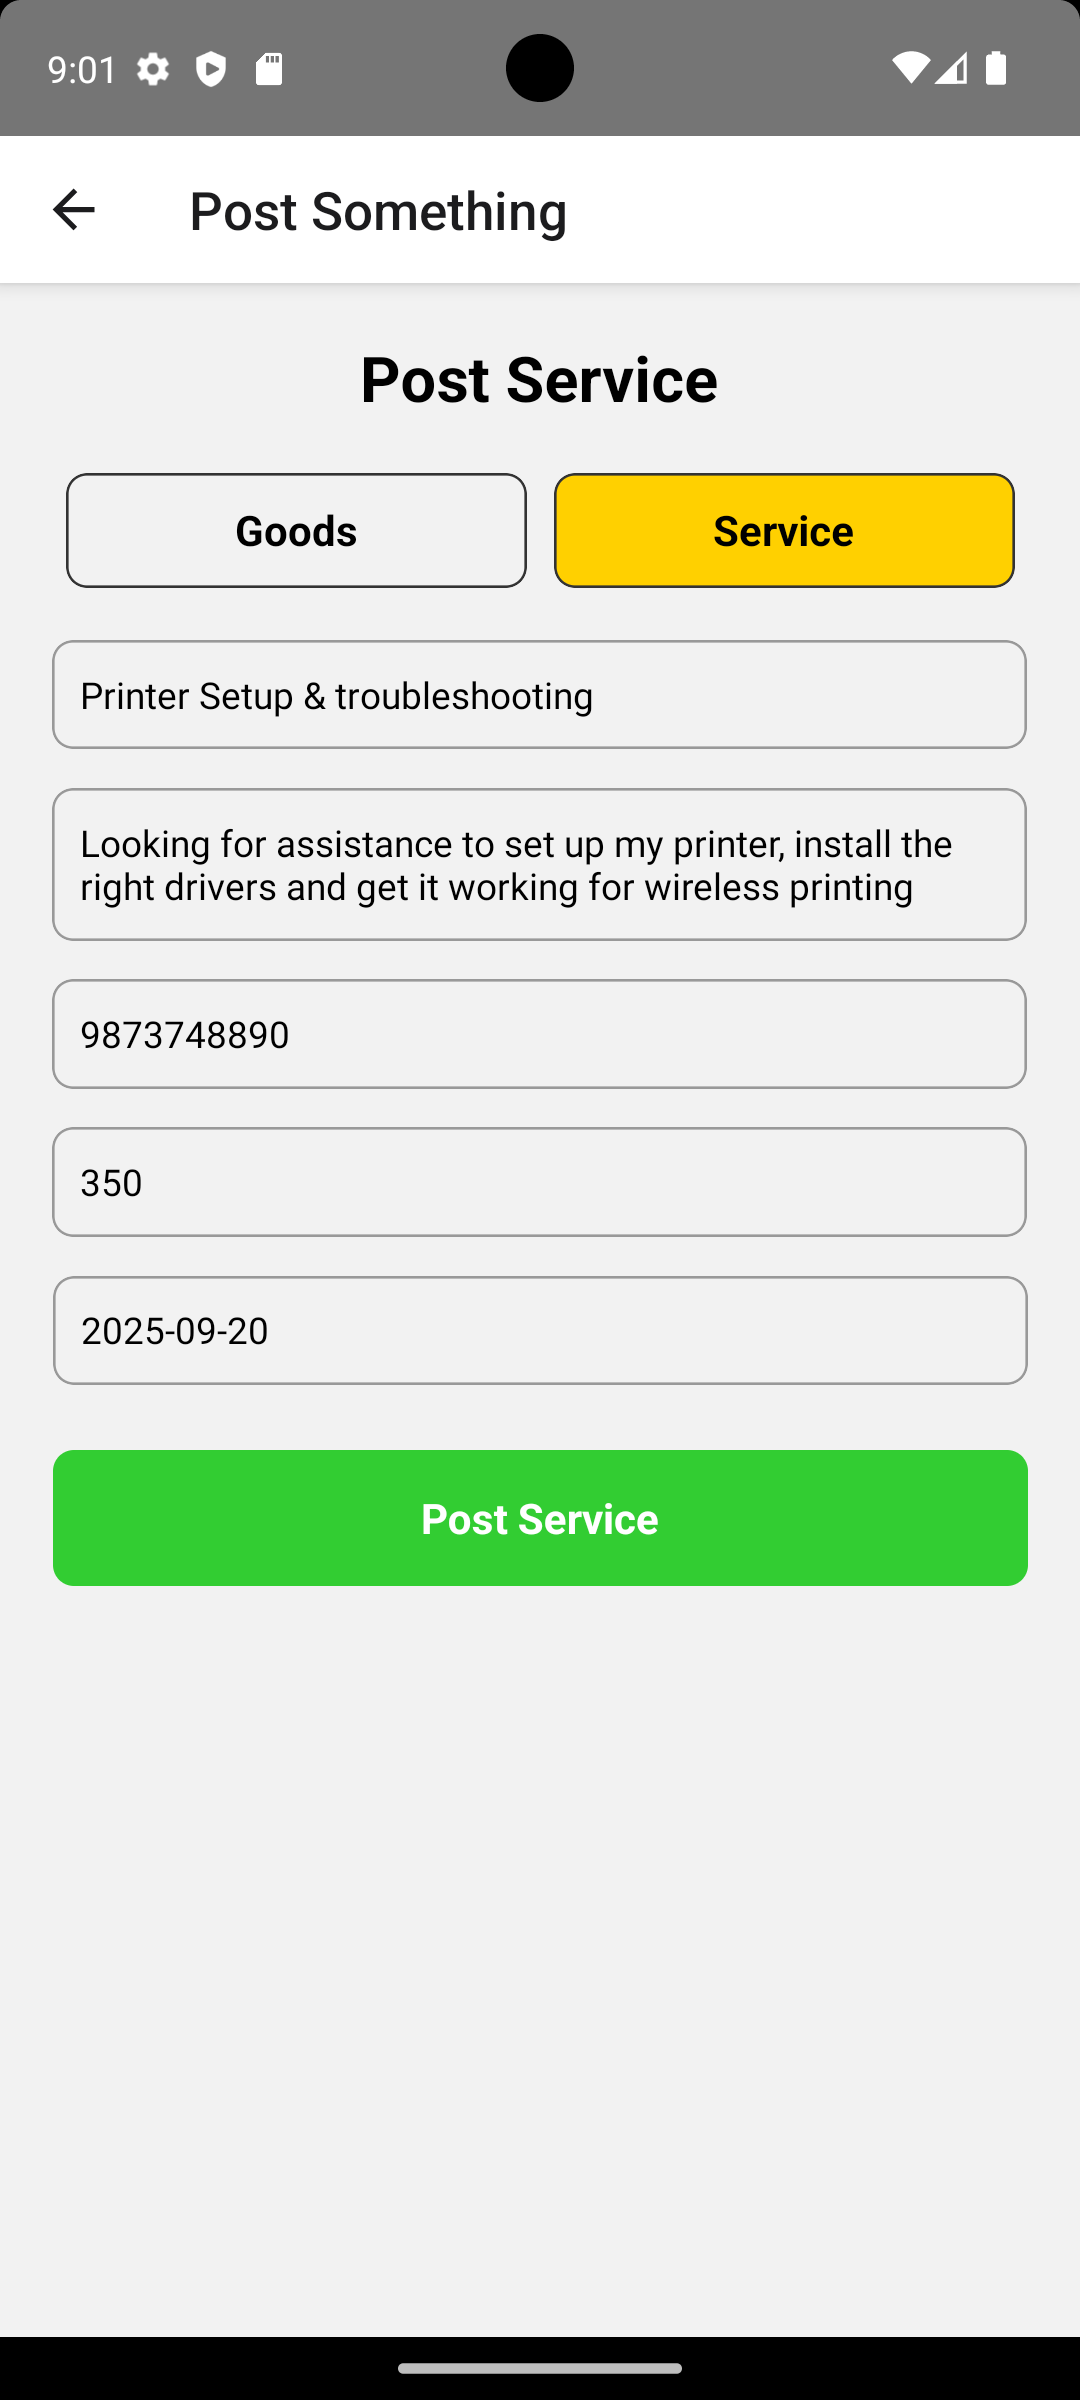 9:01
Post Something
Post Service
Goods
Service
Printer Setup & troubleshooting
Looking for assistance to set up my printer, install the
right drivers and get it working for wireless printing
9873748890
350
2025-09-20
Post Service